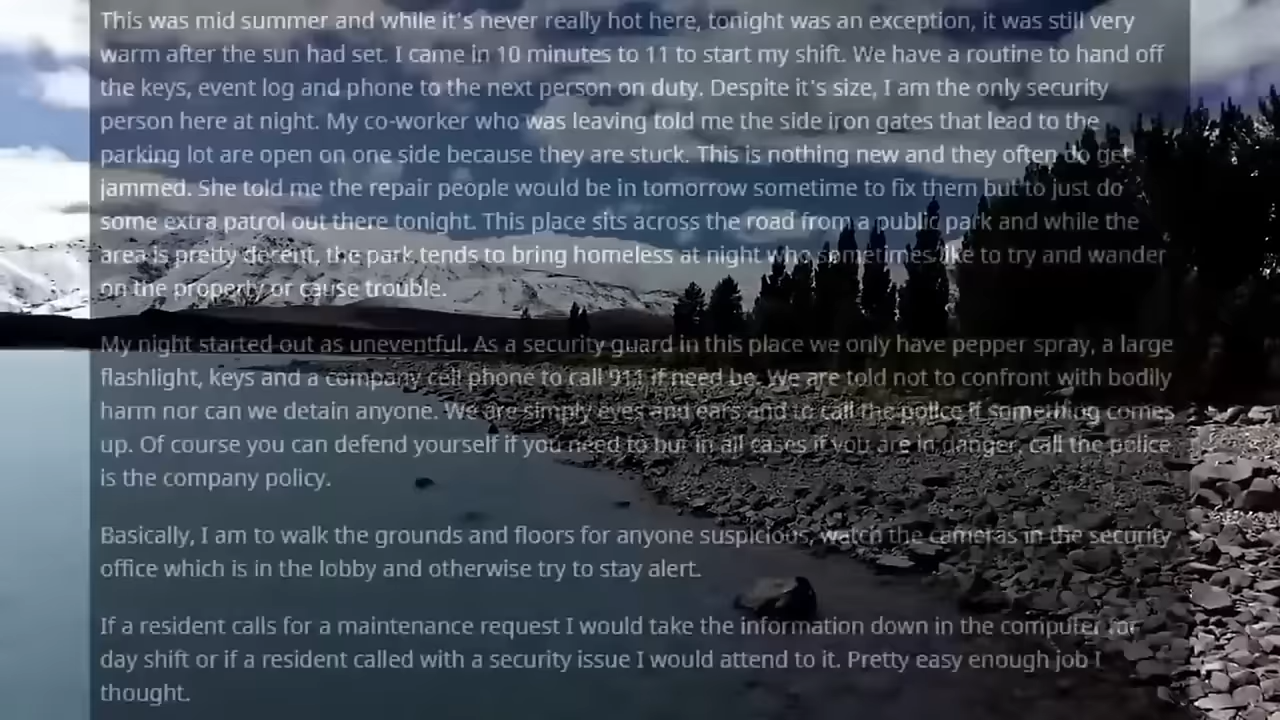 This was mid summer and while it's never really hot here, tonight was an exception, it was still very
warm after the sun had set. I came in 10 minutes to 11 to start my shift. We have a routine to hand off
the keys, event log and phone to the next person on duty. Despite it's size, I am the only security
person here at night. My co-worker who was leaving told me the side iron gates that lead to the
parking lot are open on one side because they are stuck. This is nothing new and they often do get
jammed. She told me the repair people would be in tomorrow sometime to fix them but to just do
some extra patrol out there tonight. This place sits across the road from a public park and while the
area is pretty decent, the park tends to bring homeless at night who sometimes like to try and wander
on the property or cause trouble.
My night started out as uneventful. As a security guard in this place we only have pepper spray, a large
flashlight, keys and a company cell phone to call 911 if need be. We are told not to confront with bodily
harm nor can we detain anyone. We are simply eyes and ears and to call the police if something comes
up. Of course you can defend yourself if you need to but in all cases if you are in danger, call the police
is the company policy.
Basically, I am to walk the grounds and floors for anyone suspicious, watch the cameras in the security
office which is in the lobby and otherwise try to stay alert.
If a resident calls for a maintenance request I would take the information down in the computer for
day shift or if a resident called with a security issue I would attend to it. Pretty easy enough job I
thought.